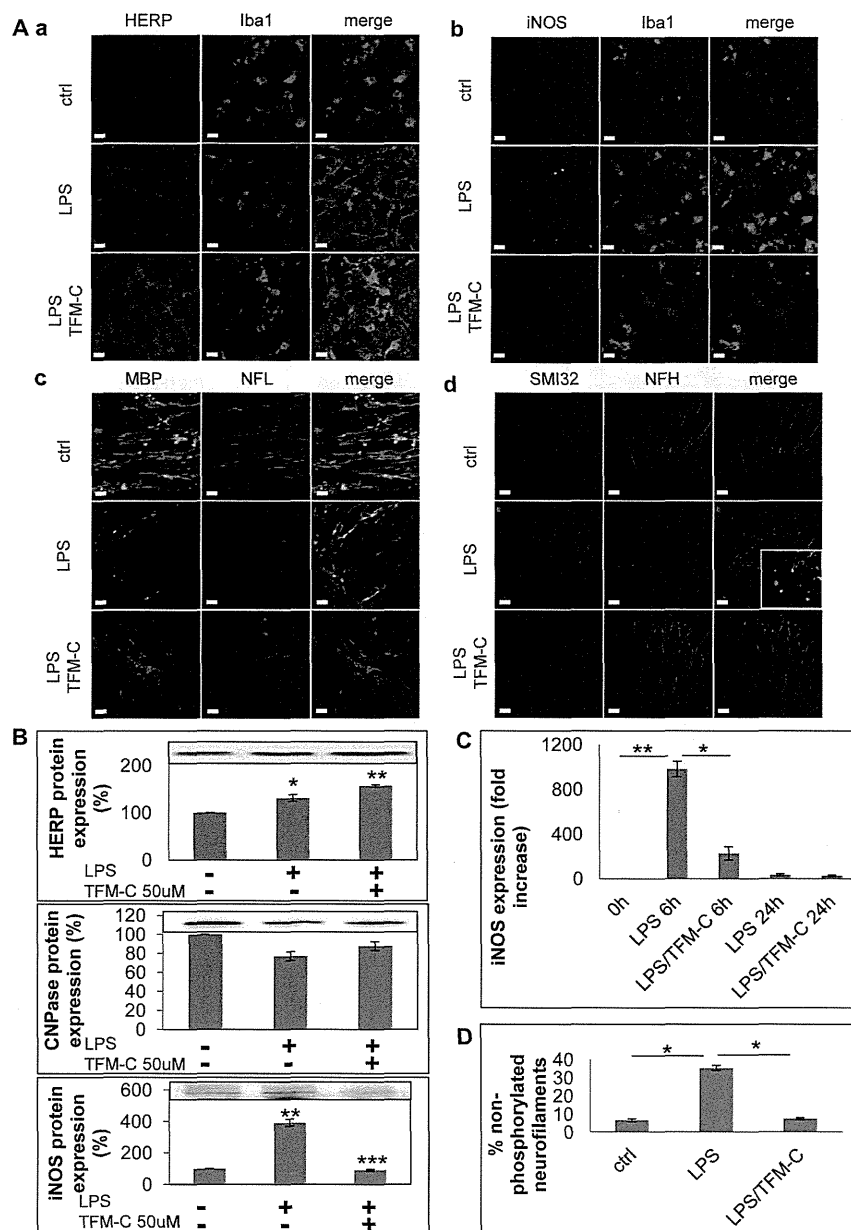 A a
HERP Iba1 merge
ctrl
LPS
LPS
TFM-C
b
iNOS Iba1 merge
ctrl
LPS
LPS
TFM-C
c
MBP NFL merge
ctrl
LPS
LPS
TFM-C
d
SMI32 NFH merge
ctrl
LPS
LPS
TFM-C
B
HERP protein
expression
(%)
200
100
0
* **
LPS - + +
TFM-C 50uM - - +
CNPase protein
expression (%)
120
100
80
60
40
20
0
LPS - + +
TFM-C 50uM - - +
iNOS protein
expression
(%)
600
400
200
0
** ***
LPS - + +
TFM-C 50uM - - +
C
iNOS expression (fold
increase)
1200
800
400
0
** *
0h
LPS 6h
LPS/TFM-C 6h
LPS 24h
LPS/TFM-C 24h
D
% non-
phosphorylated
neurofilaments
40
30
20
10
0
* *
ctrl
LPS
LPS/TFM-C